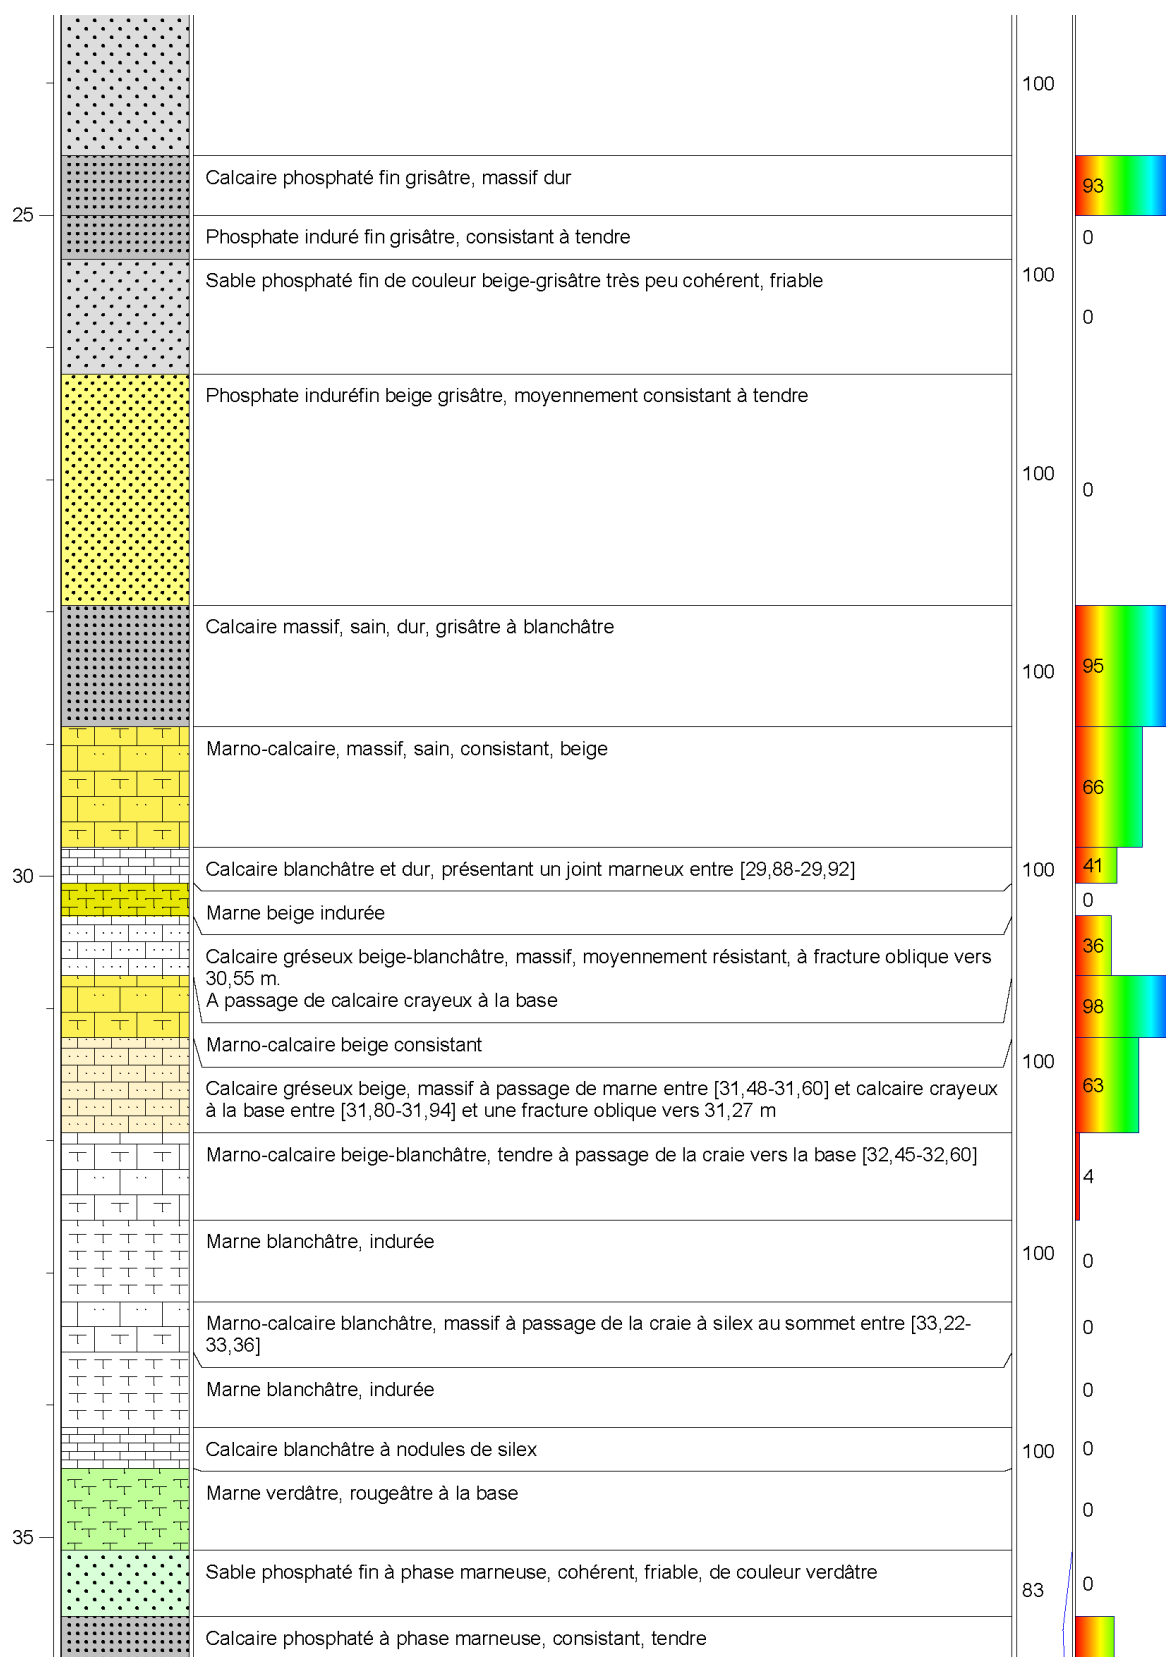 100
Calcaire phosphaté fin grisâtre, massif dur
93
25
Phosphate induré fin grisâtre, consistant à tendre
0
Sable phosphaté fin de couleur beige-grisâtre très peu cohérent, friable
100
0
Phosphate induréfin beige grisâtre, moyennement consistant à tendre
100
0
Calcaire massif, sain, dur, grisâtre à blanchâtre
100
95
Marno-calcaire, massif, sain, consistant, beige
66
30
Calcaire blanchâtre et dur, présentant un joint marneux entre [29,88-29,92]
100
41
Marne beige indurée
0
Calcaire gréseux beige-blanchâtre, massif, moyennement résistant, à fracture oblique vers
30,55 m.
A passage de calcaire crayeux à la base
36
98
Marno-calcaire beige consistant
100
Calcaire gréseux beige, massif à passage de marne entre [31,48-31,60] et calcaire crayeux
à la base entre [31,80-31,94] et une fracture oblique vers 31,27 m
63
Marno-calcaire beige-blanchâtre, tendre à passage de la craie vers la base [32,45-32,60]
4
Marne blanchâtre, indurée
100
0
Marno-calcaire blanchâtre, massif à passage de la craie à silex au sommet entre [33,22-
33,36]
0
Marne blanchâtre, indurée
0
Calcaire blanchâtre à nodules de silex
100
0
Marne verdâtre, rougeâtre à la base
0
35
Sable phosphaté fin à phase marneuse, cohérent, friable, de couleur verdâtre
83
0
Calcaire phosphaté à phase marneuse, consistant, tendre